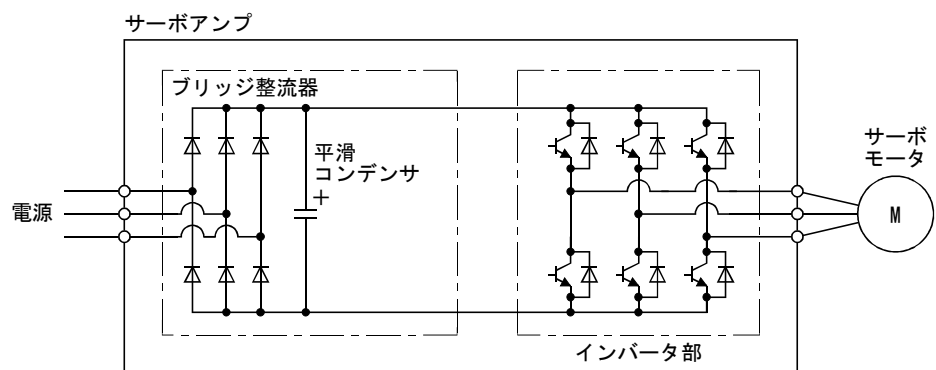 サーボアンプ
ブリッジ整流器
平滑
コンデンサ
+
電源
サーボ
モータ
M
インバータ部